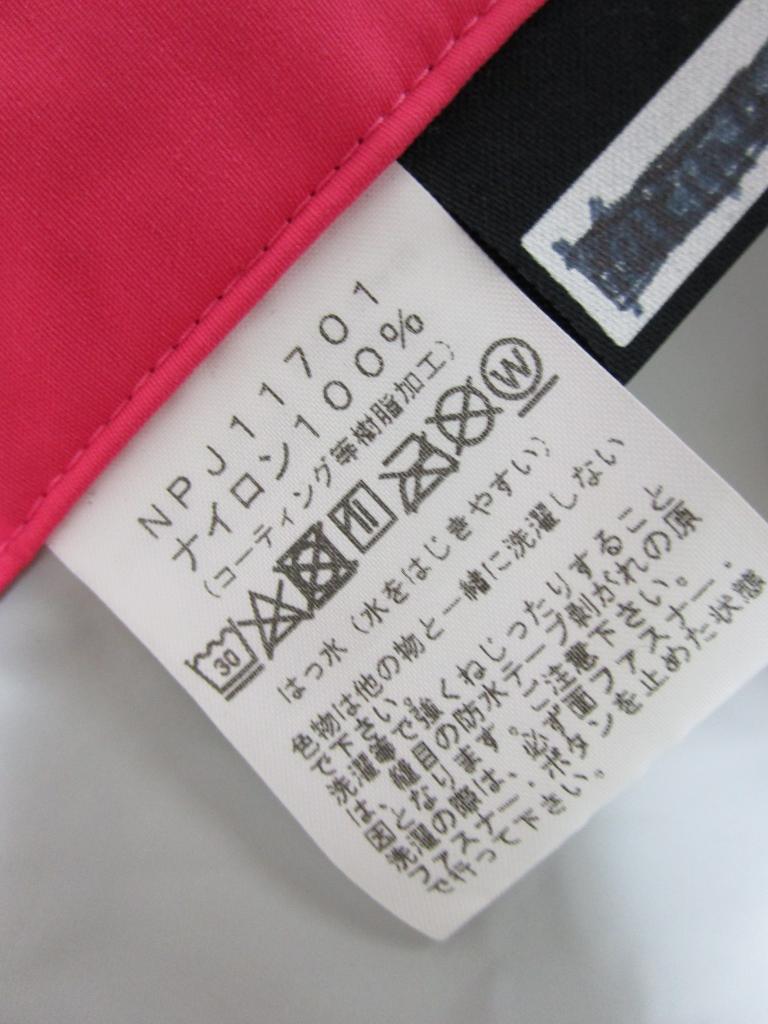 NPJ11701
ナイロン100%
(コーティング等樹脂加工)
30
W
はっ水(水をはじきやすい)
色物は他の物と一緒に洗濯しない
で下さい。
洗濯等で強くねじったりすること
は、縫目の防水テープ剥がれの原
因となります。ご注意下さい。
洗濯の際は、必ず面ファスナー・
ファスナー・ボタンを止めた状態
で行って下さい。